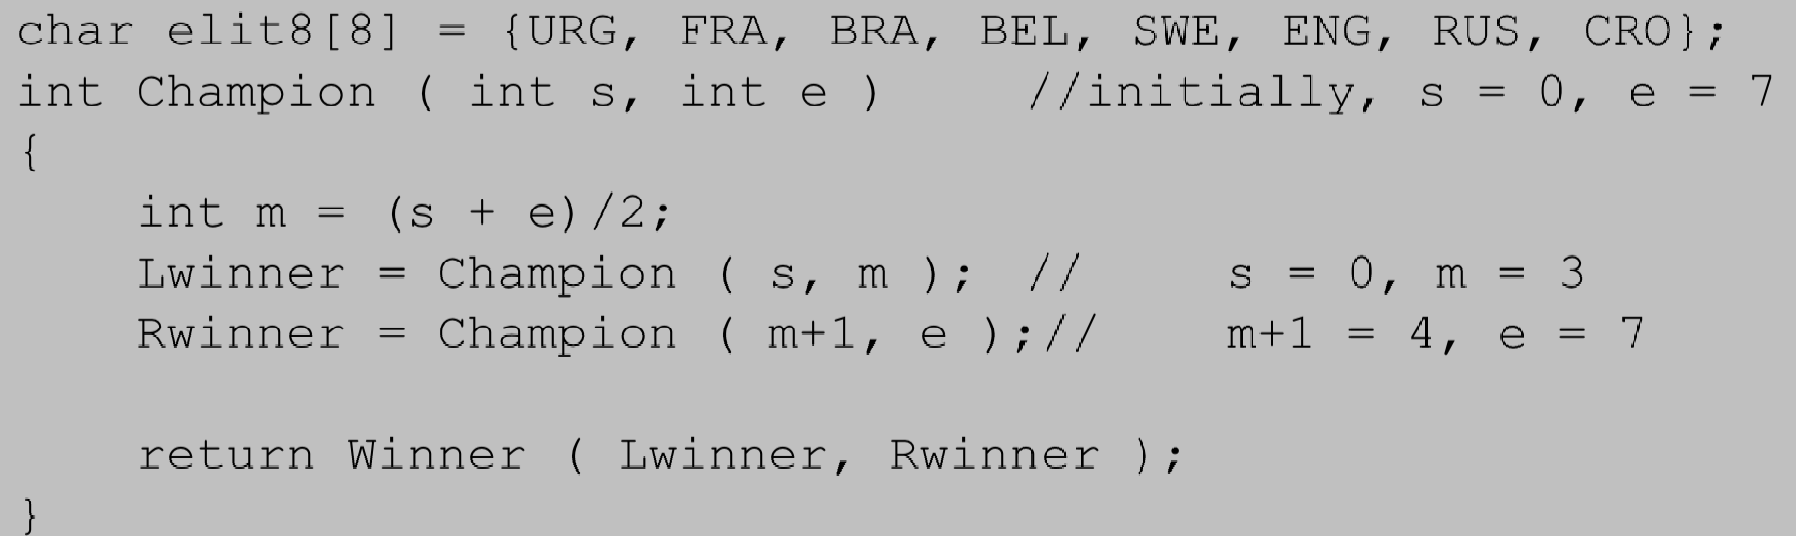 char elit8[8] = {URG, FRA, BRA, BEL, SWE, ENG, RUS, CRO};
int Champion ( int s, int e )     //initially, s = 0, e = 7
{
    int m = (s + e)/2;
    Lwinner = Champion ( s, m );  //     s = 0, m = 3
    Rwinner = Champion ( m+1, e );//     m+1 = 4, e = 7
    return Winner ( Lwinner, Rwinner );
}